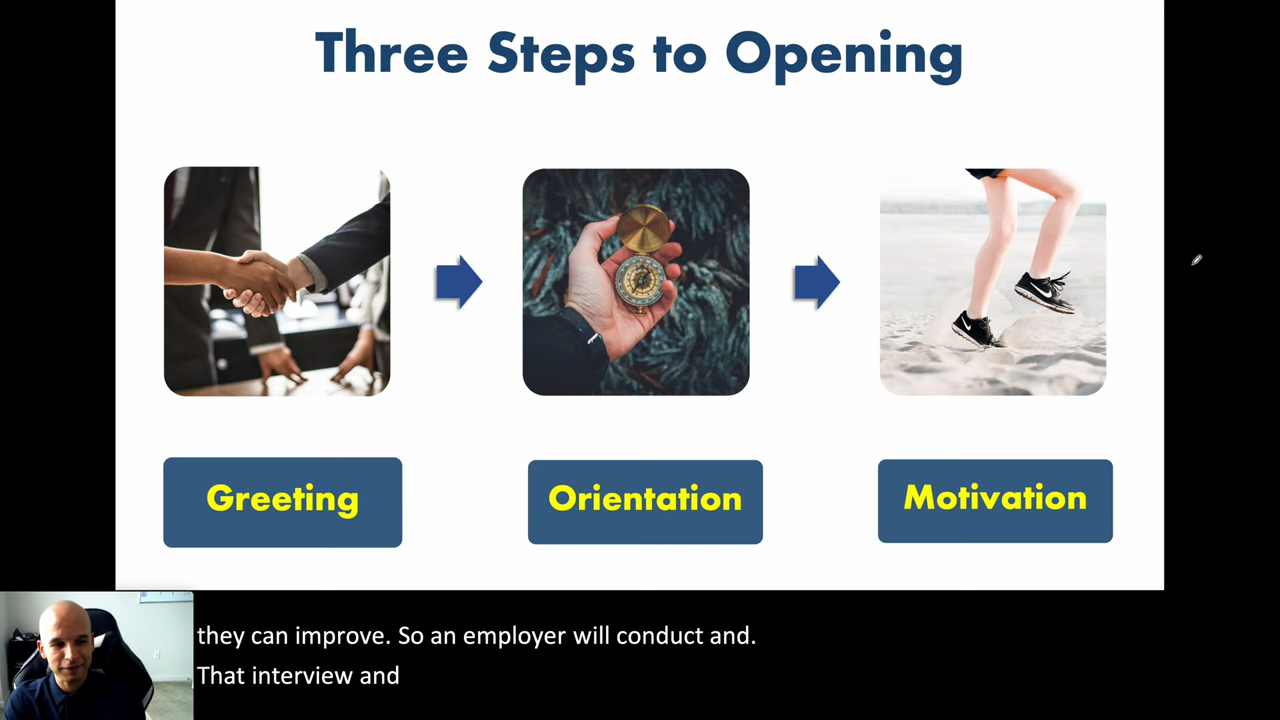 Three Steps to Opening
Greeting
Orientation
Motivation
they can improve. So an employer will conduct and.
That interview and